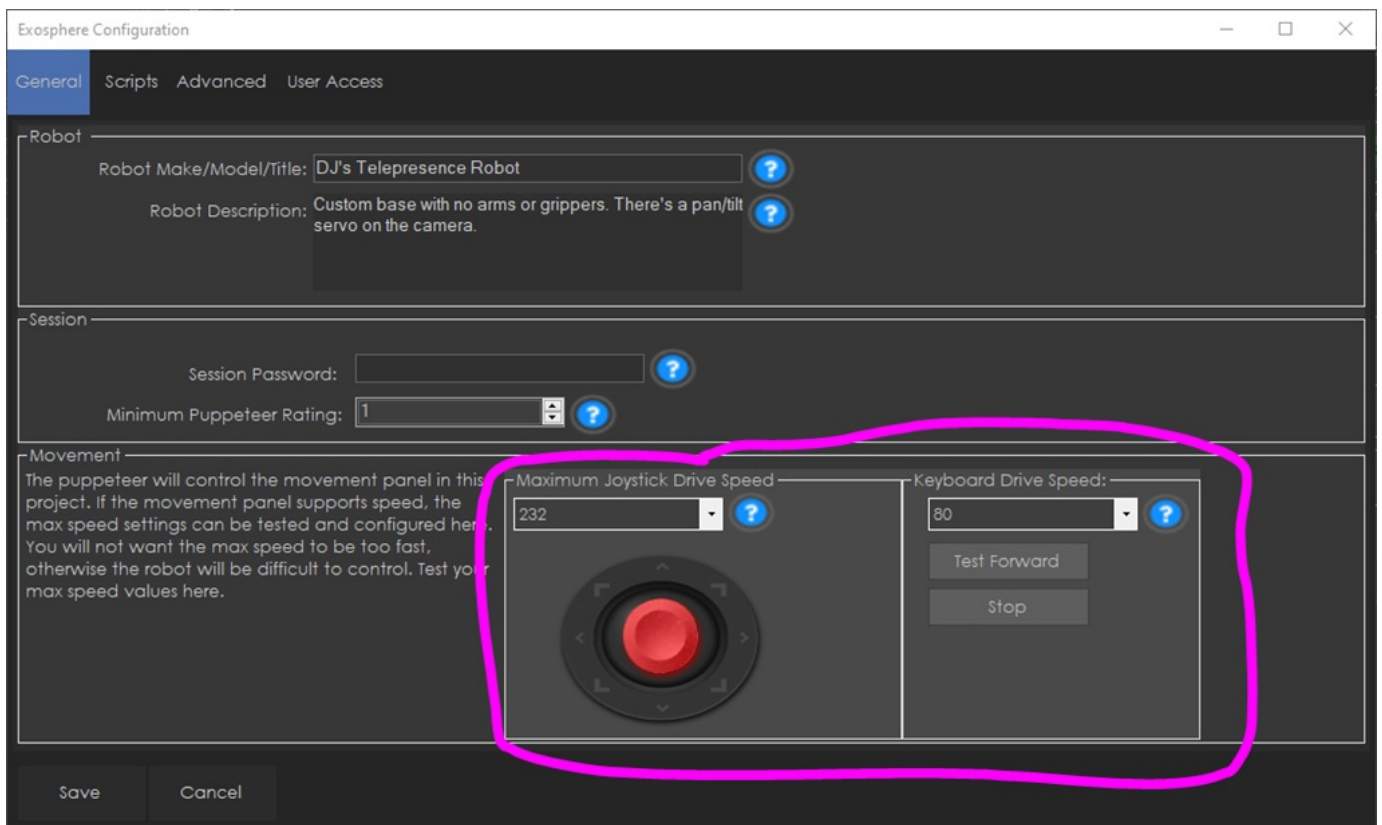 Exosphere Configuration
General Scripts Advanced User Access
Robot
Robot Make/Model/Title: DJ's Telepresence Robot
Robot Description: Custom base with no arms or grippers. There's a pan/tilt
servo on the camera.
Session
Session Password:
Minimum Puppeteer Rating: 1
Movement
The puppeteer will control the movement panel in this
project. If the movement panel supports speed, the
max speed settings can be tested and configured here.
You will not want the max speed to be too fast,
otherwise the robot will be difficult to control. Test your
max speed values here.
Maximum Joystick Drive Speed
232
Keyboard Drive Speed:
80
Test Forward
Stop
Save Cancel